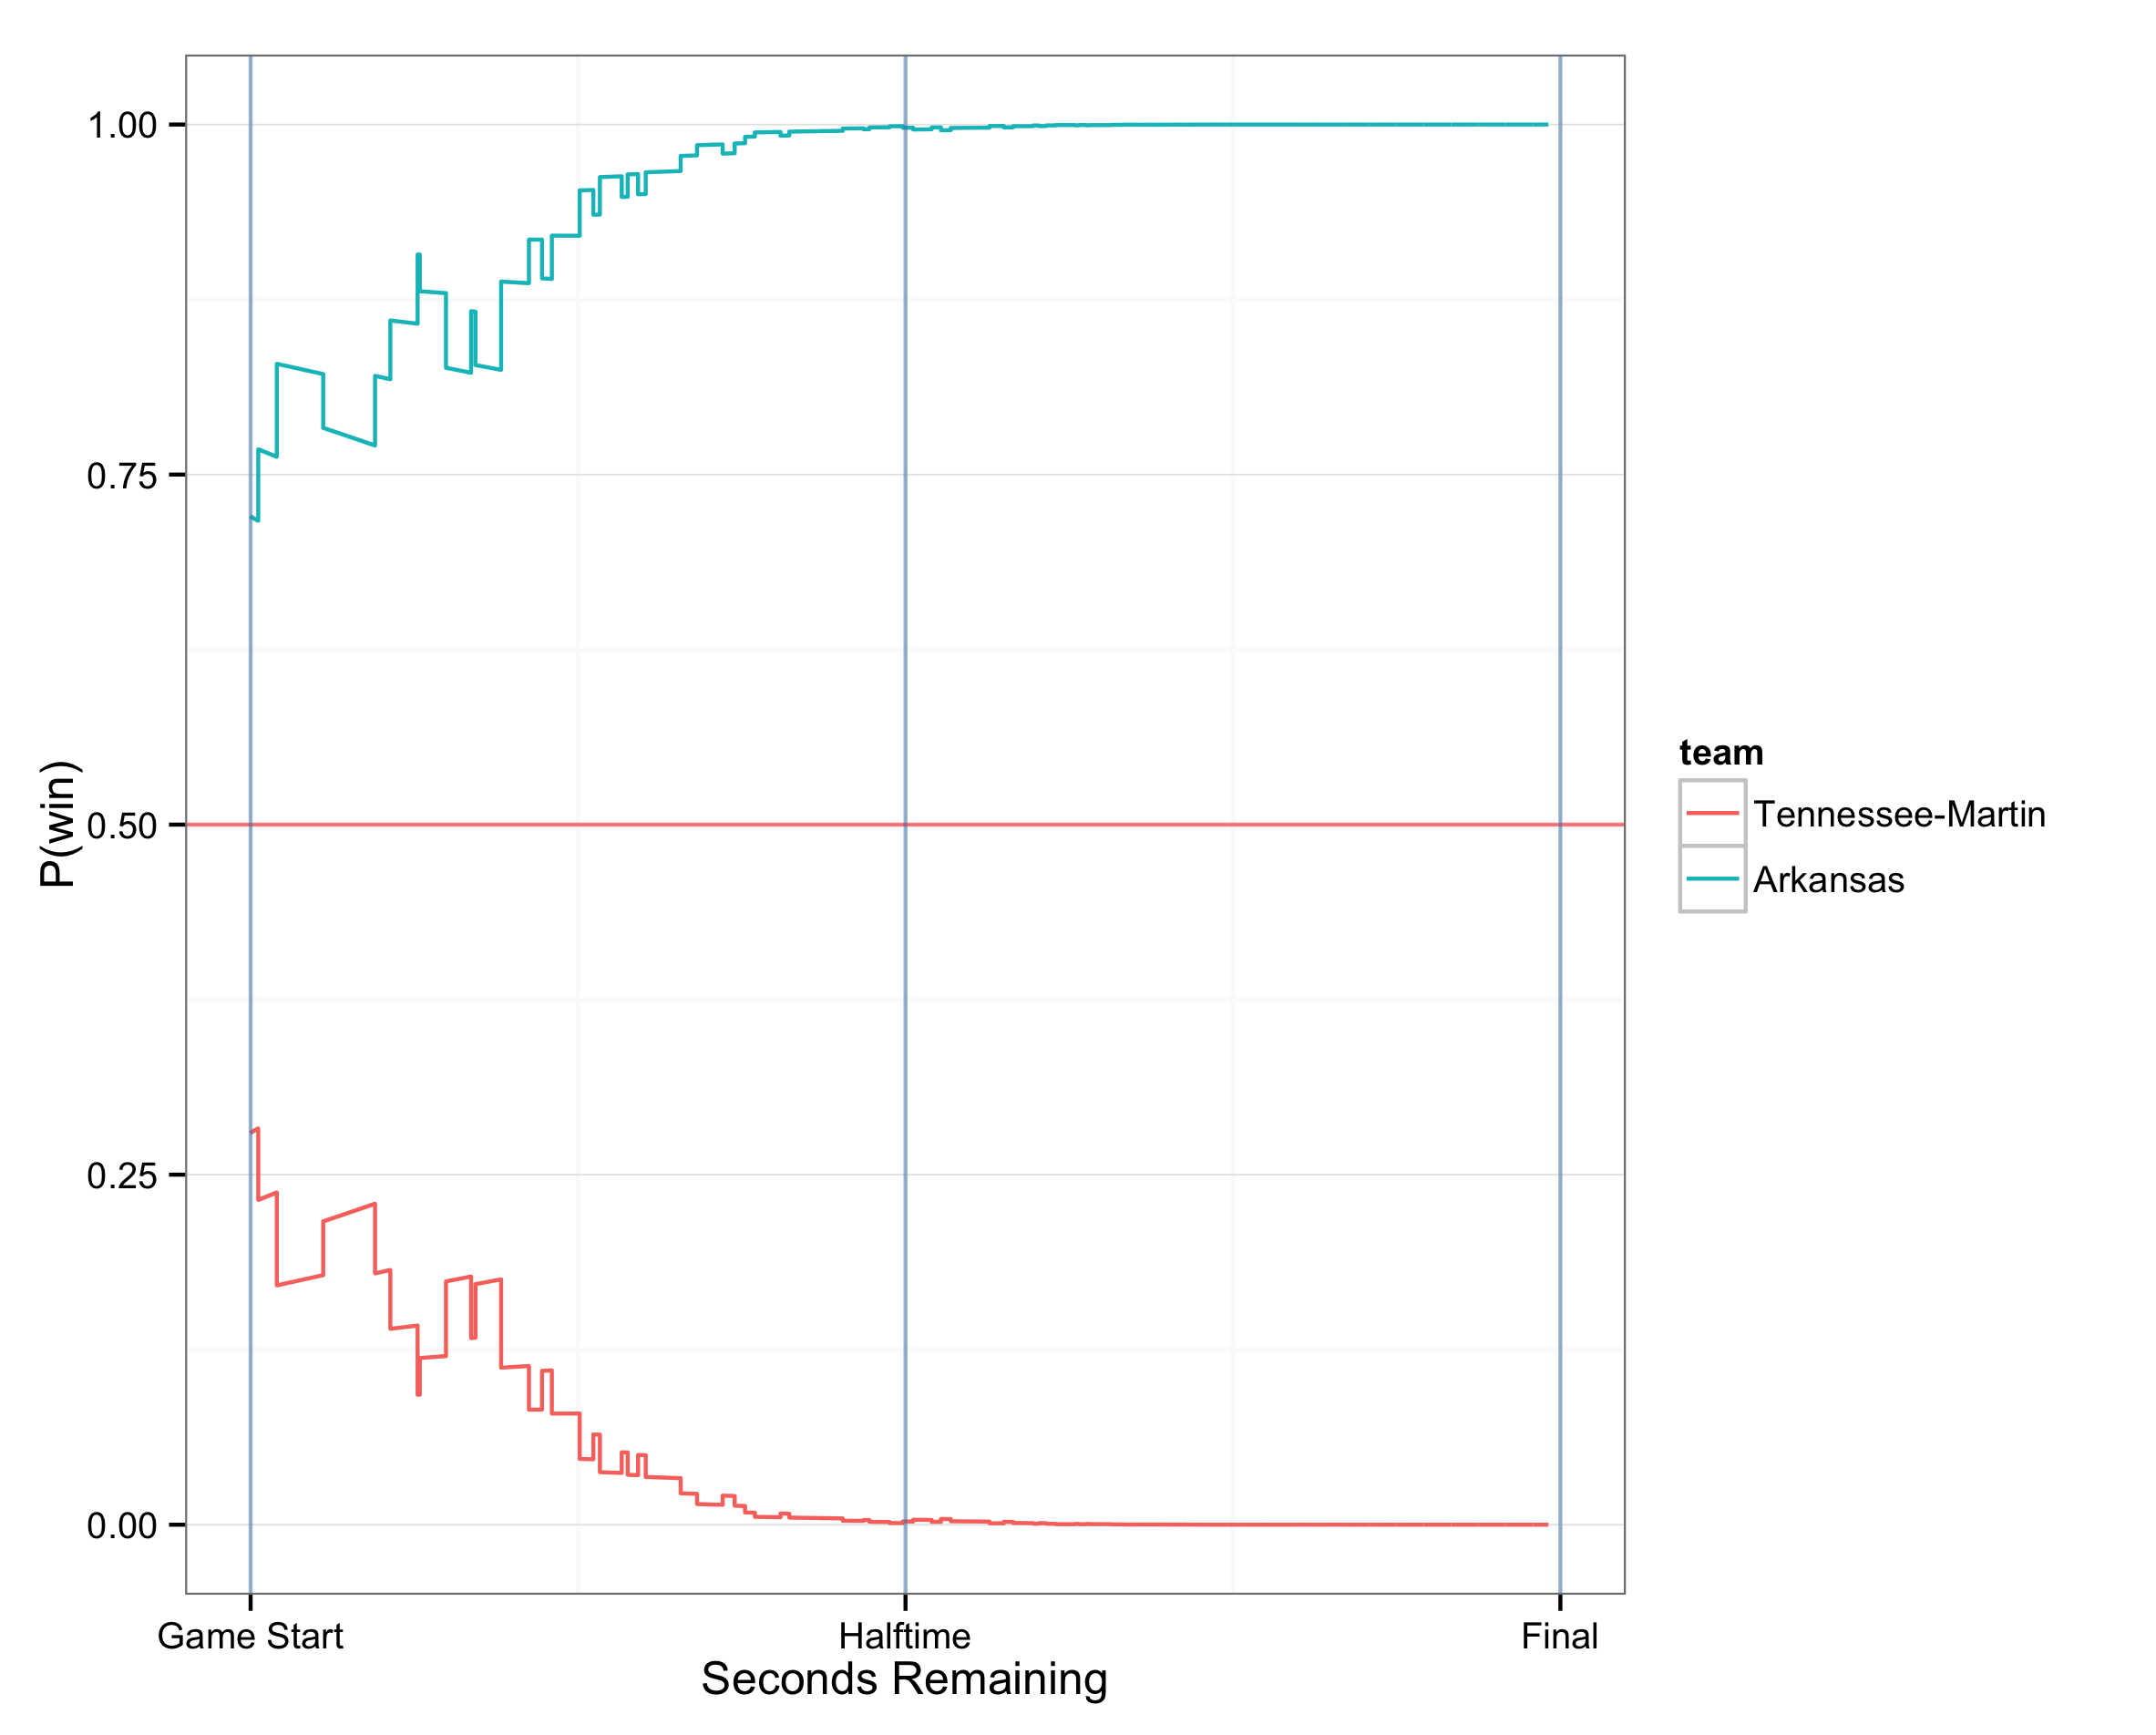 1.00
0.75
0.50
0.25
0.00
P(win)
Game Start
Halftime
Final
Seconds Remaining
team
Tennessee-Martin
Arkansas